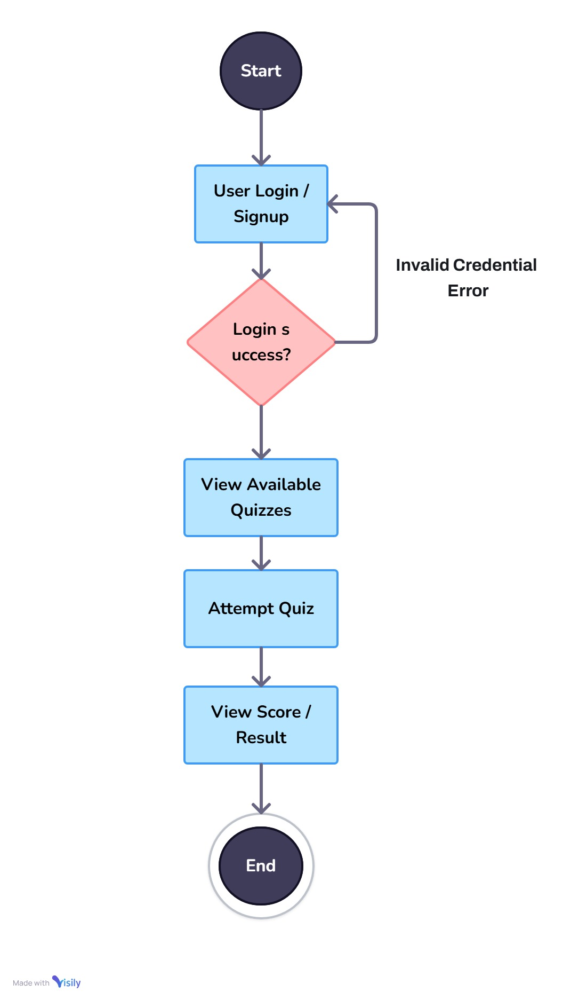 Start
User Login /
Signup
Invalid Credential
Error
Login s
uccess?
View Available
Quizzes
Attempt Quiz
View Score /
Result
End
Made with Visily